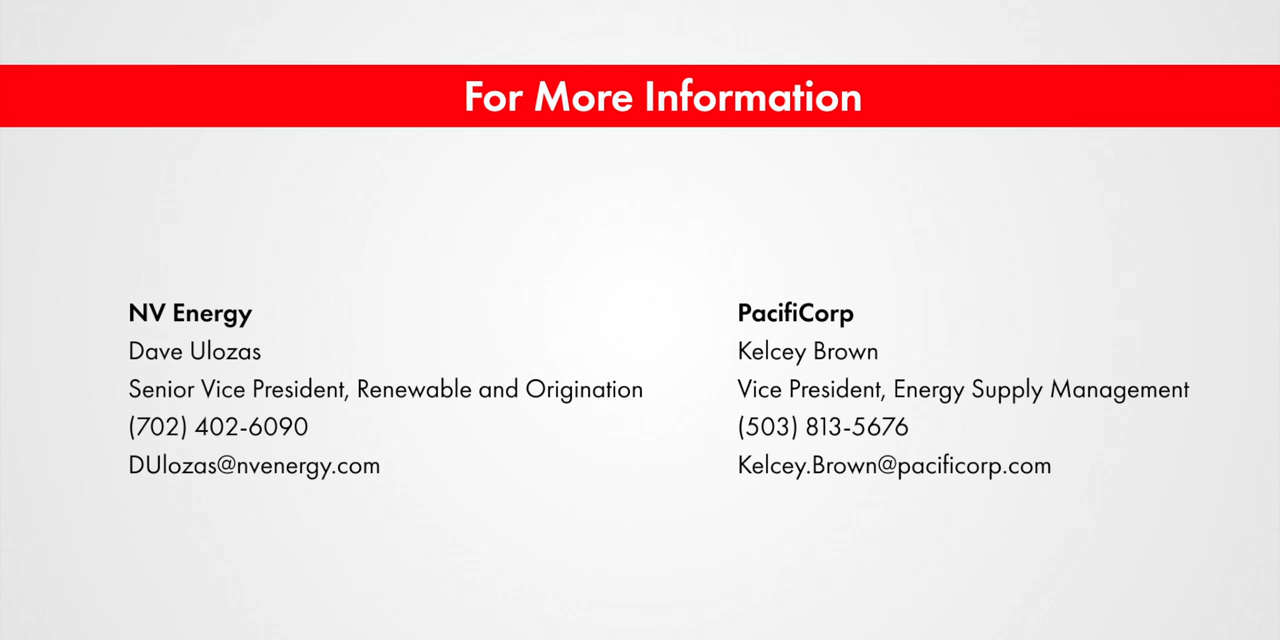 For More Information
NV Energy
Dave Ulozas
Senior Vice President, Renewable and Origination
(702) 402-6090
DUlozas@nvenergy.com
PacifiCorp
Kelcey Brown
Vice President, Energy Supply Management
(503) 813-5676
Kelcey.Brown@pacificorp.com